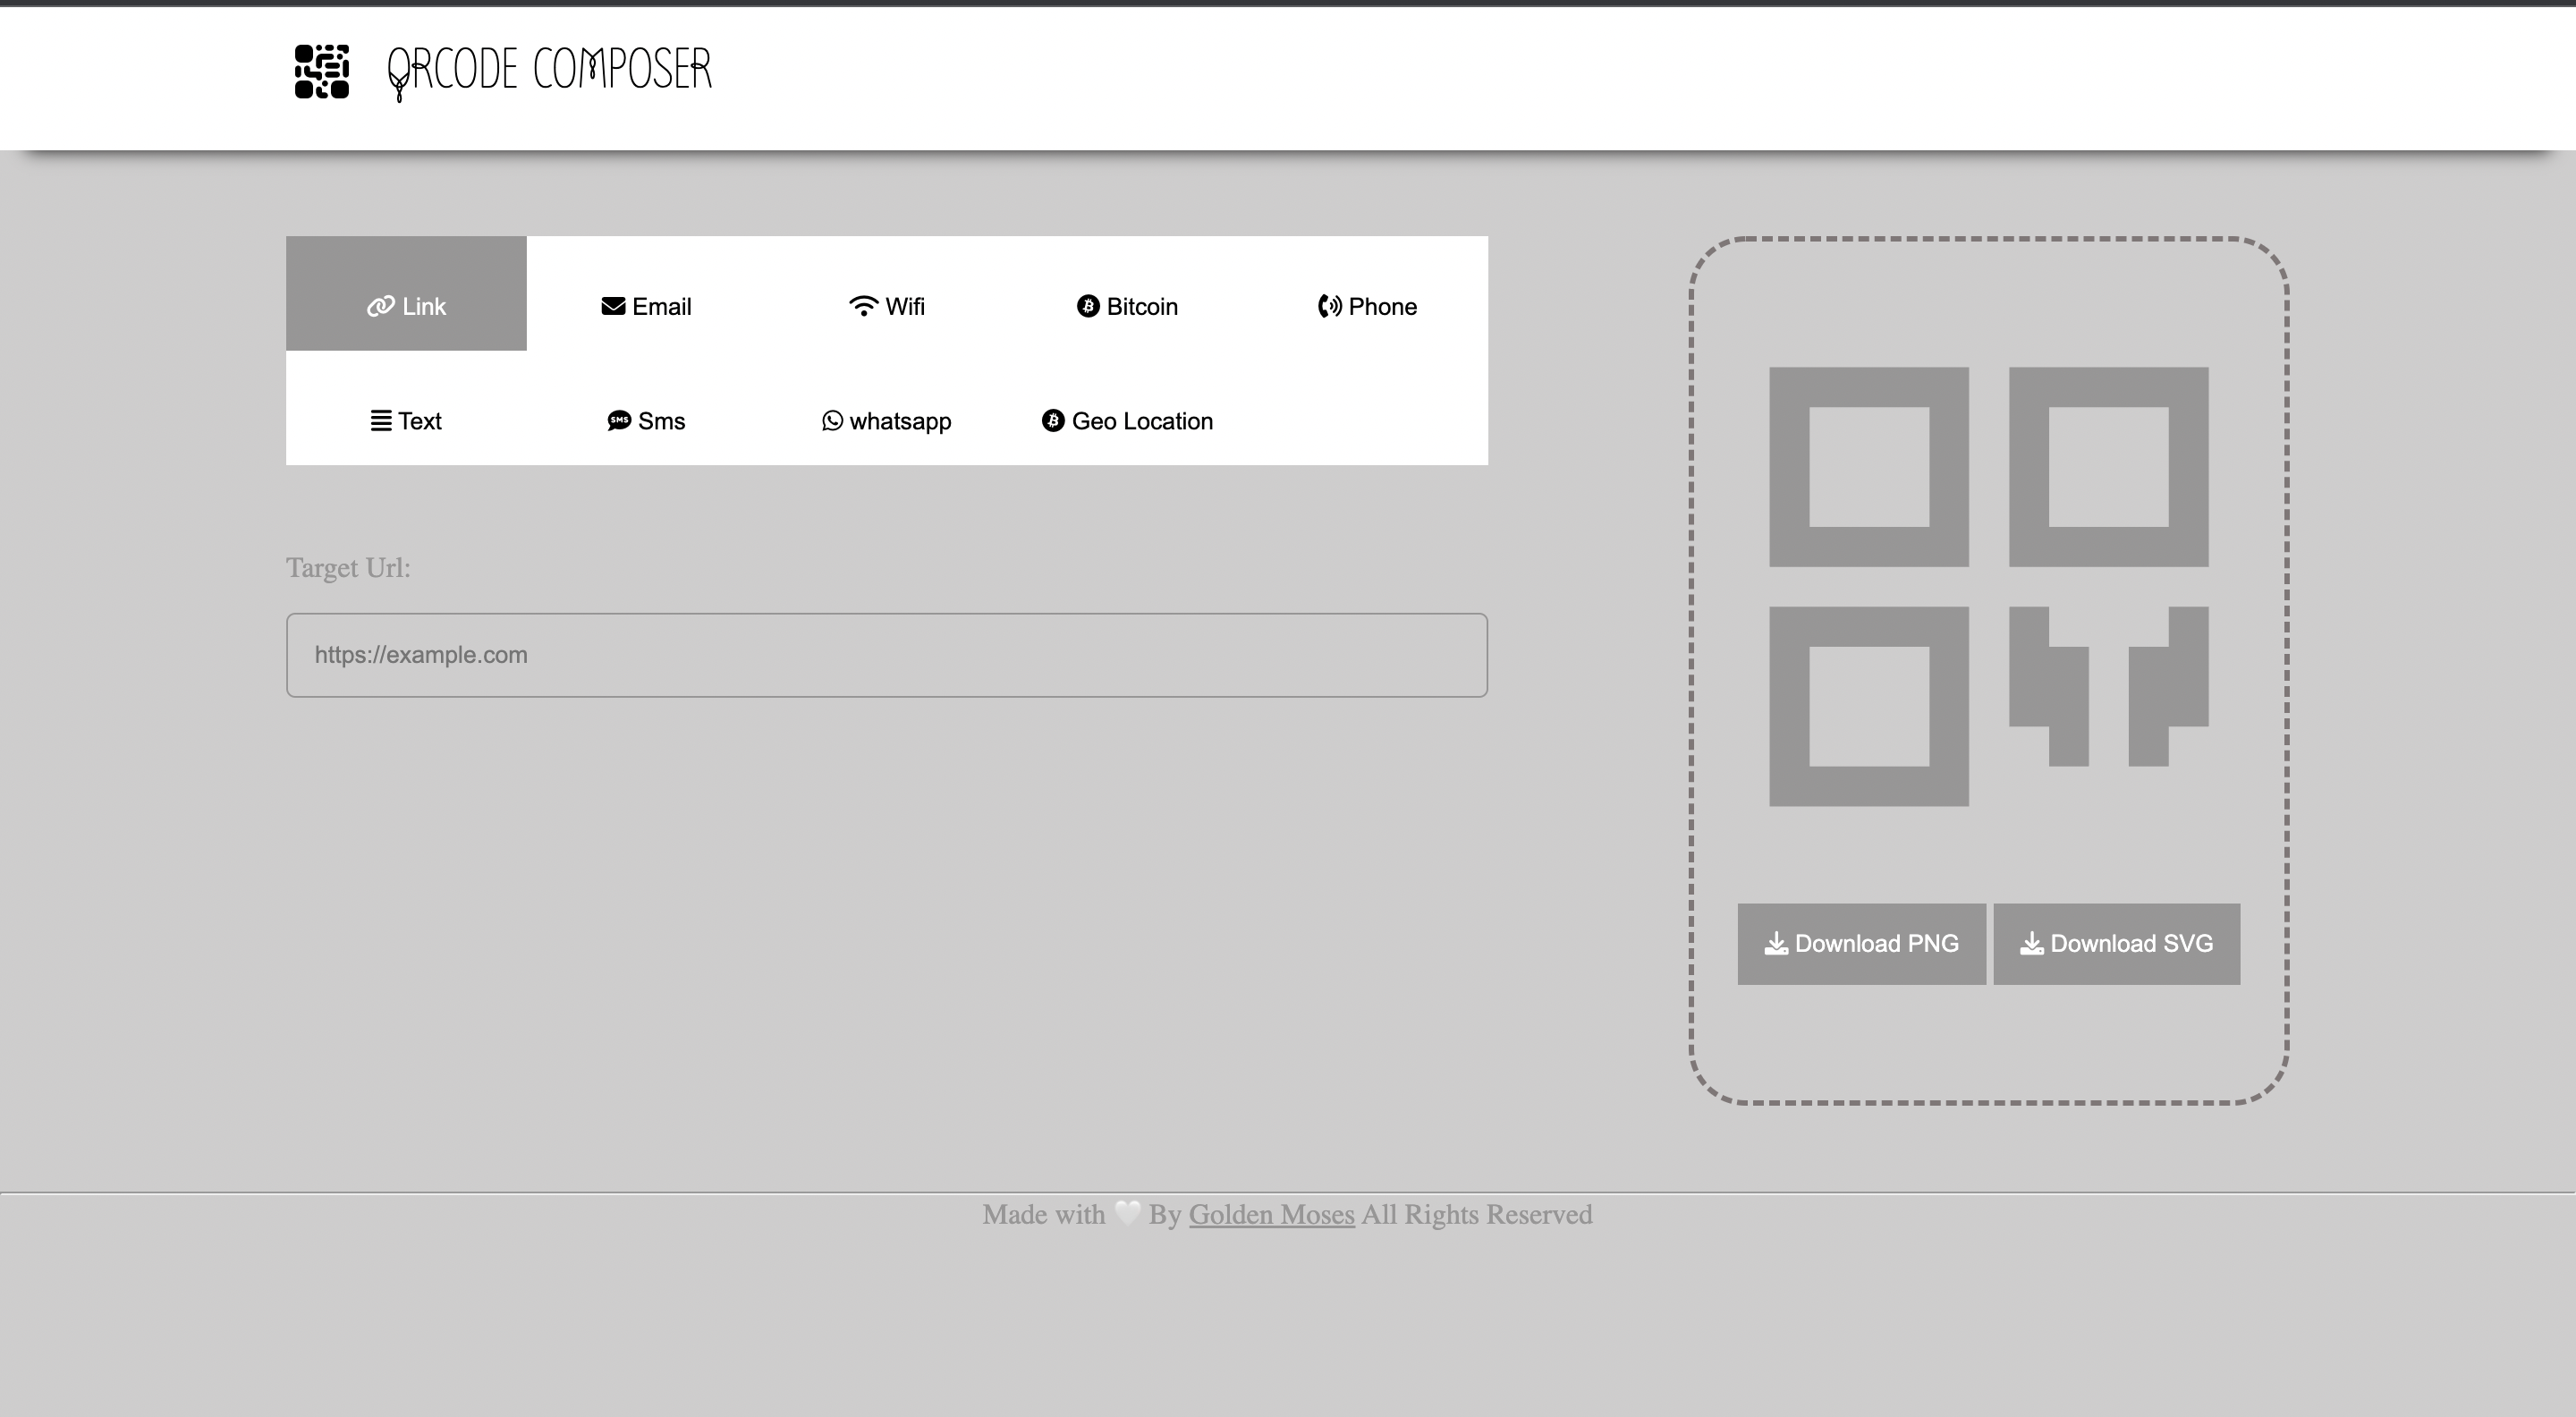 QRCODE COMPOSER
Link Email Wifi Bitcoin Phone
Text Sms whatsapp Geo Location
Target Url:
https://example.com
Download PNG Download SVG
Made with 🤍 By Golden Moses All Rights Reserved